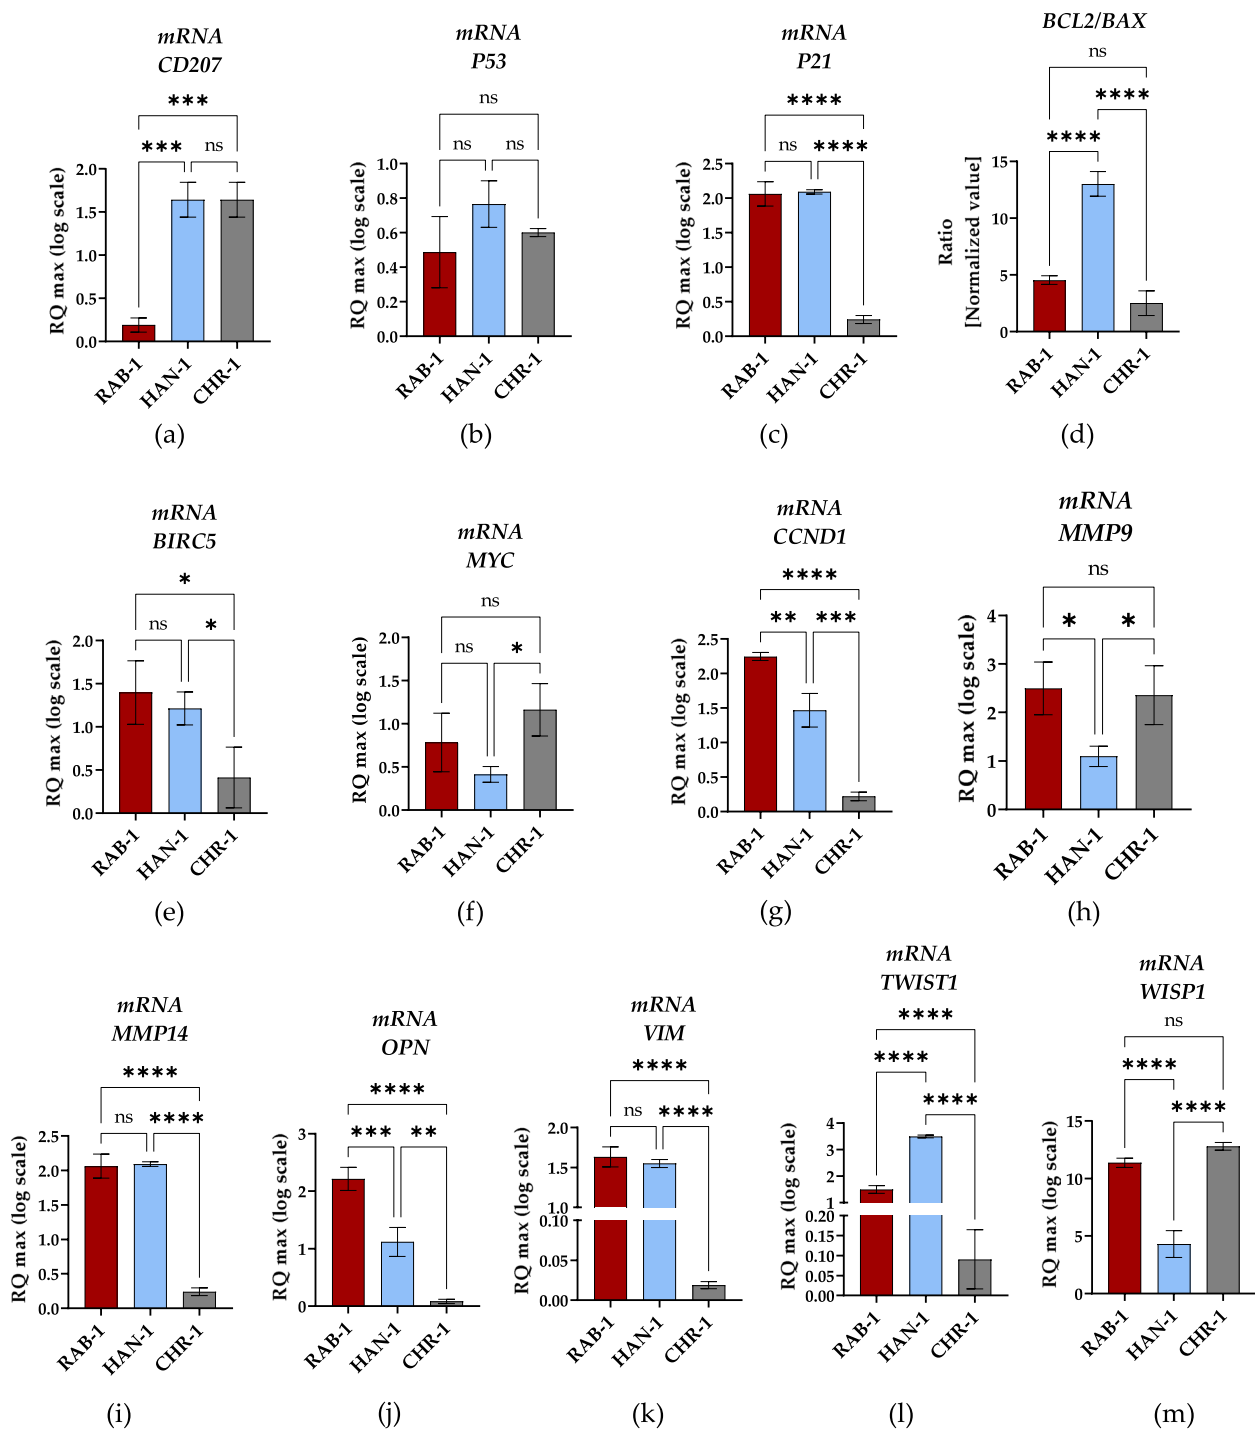 mRNA
CD207
***
***
ns
RQ max (log scale)
2.0
1.5
1.0
0.5
0.0
RAB-1
HAN-1
CHR-1
(a)
mRNA
P53
ns
ns
ns
RQ max (log scale)
1.0
0.8
0.6
0.4
0.2
0.0
RAB-1
HAN-1
CHR-1
(b)
mRNA
P21
****
ns
****
RQ max (log scale)
2.5
2.0
1.5
1.0
0.5
0.0
RAB-1
HAN-1
CHR-1
(c)
BCL2/BAX
ns
****
****
Ratio
[Normalized value]
15
10
5
0
RAB-1
HAN-1
CHR-1
(d)
mRNA
BIRC5
*
ns
*
RQ max (log scale)
2.0
1.5
1.0
0.5
0.0
RAB-1
HAN-1
CHR-1
(e)
mRNA
MYC
ns
ns
*
RQ max (log scale)
2.0
1.5
1.0
0.5
0.0
RAB-1
HAN-1
CHR-1
(f)
mRNA
CCND1
****
**
***
RQ max (log scale)
2.5
2.0
1.5
1.0
0.5
0.0
RAB-1
HAN-1
CHR-1
(g)
mRNA
MMP9
ns
*
*
RQ max (log scale)
4
3
2
1
0
RAB-1
HAN-1
CHR-1
(h)
mRNA
MMP14
****
ns
****
RQ max (log scale)
2.5
2.0
1.5
1.0
0.5
0.0
RAB-1
HAN-1
CHR-1
(i)
mRNA
OPN
****
***
**
RQ max (log scale)
3
2
1
0
RAB-1
HAN-1
CHR-1
(j)
mRNA
VIM
****
ns
****
RQ max (log scale)
2.0
1.5
1.0
0.10
0.05
0.00
RAB-1
HAN-1
CHR-1
(k)
mRNA
TWIST1
****
****
****
RQ max (log scale)
4
3
2
1
0.20
0.15
0.10
0.05
0.00
RAB-1
HAN-1
CHR-1
(l)
mRNA
WISP1
ns
****
****
RQ max (log scale)
15
10
5
0
RAB-1
HAN-1
CHR-1
(m)